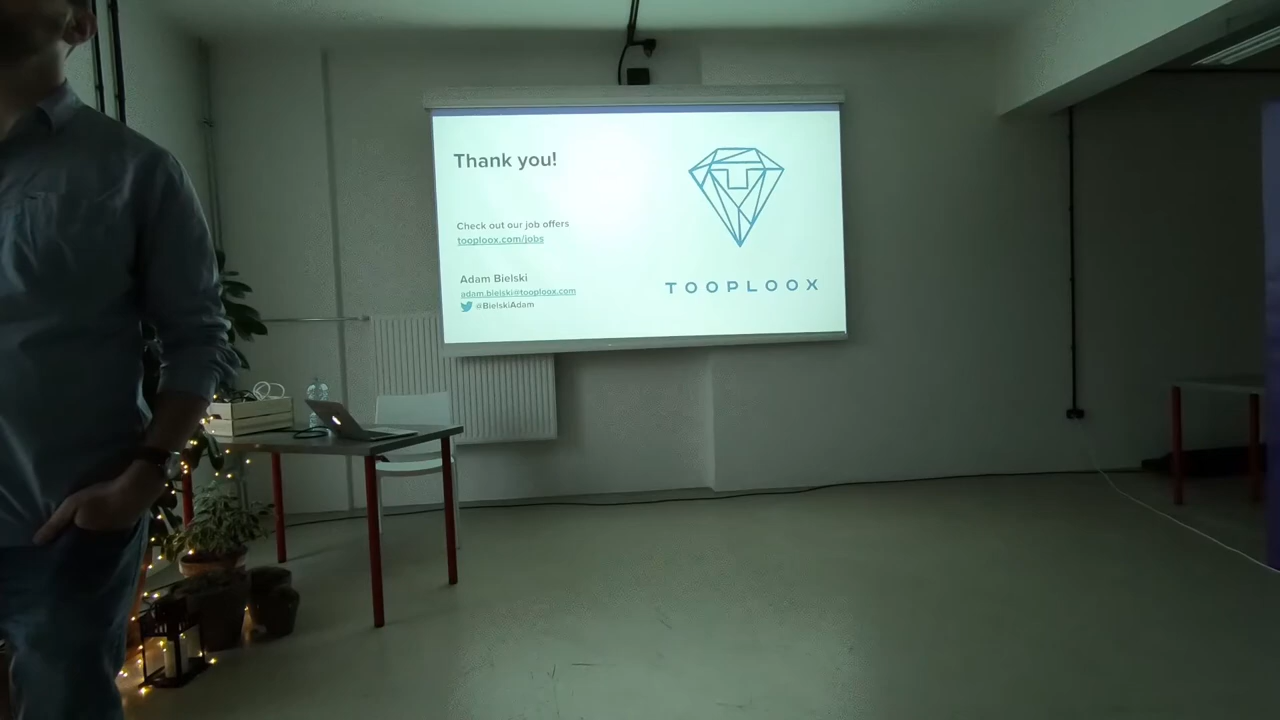 Thank you!
Check out our job offers
tooploox.com/jobs
Adam Bielski
adam.bielski@tooploox.com
@BielskiAdam
TOOPLOOX